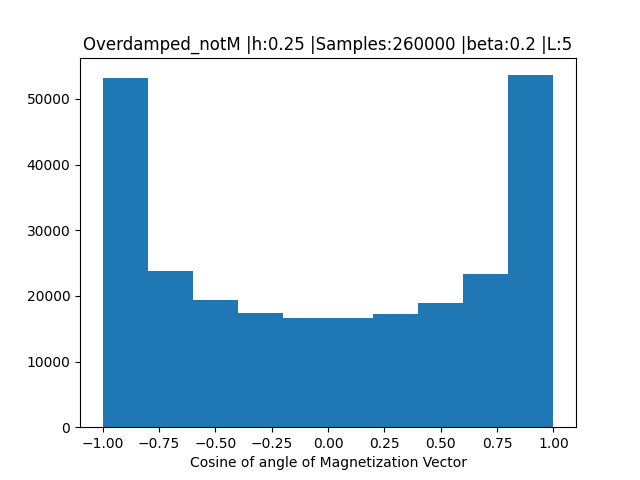 Overdamped_notM |h:0.25 |Samples:260000 |beta:0.2 |L:5
50000
40000
30000
20000
10000
0
−1.00 −0.75 −0.50 −0.25 0.00 0.25 0.50 0.75 1.00
Cosine of angle of Magnetization Vector